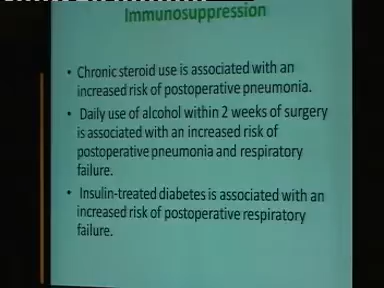 Immunosuppression
• Chronic steroid use is associated with an
increased risk of postoperative pneumonia.
• Daily use of alcohol within 2 weeks of surgery
is associated with an increased risk of
postoperative pneumonia and respiratory
failure.
• Insulin-treated diabetes is associated with an
increased risk of postoperative respiratory
failure.